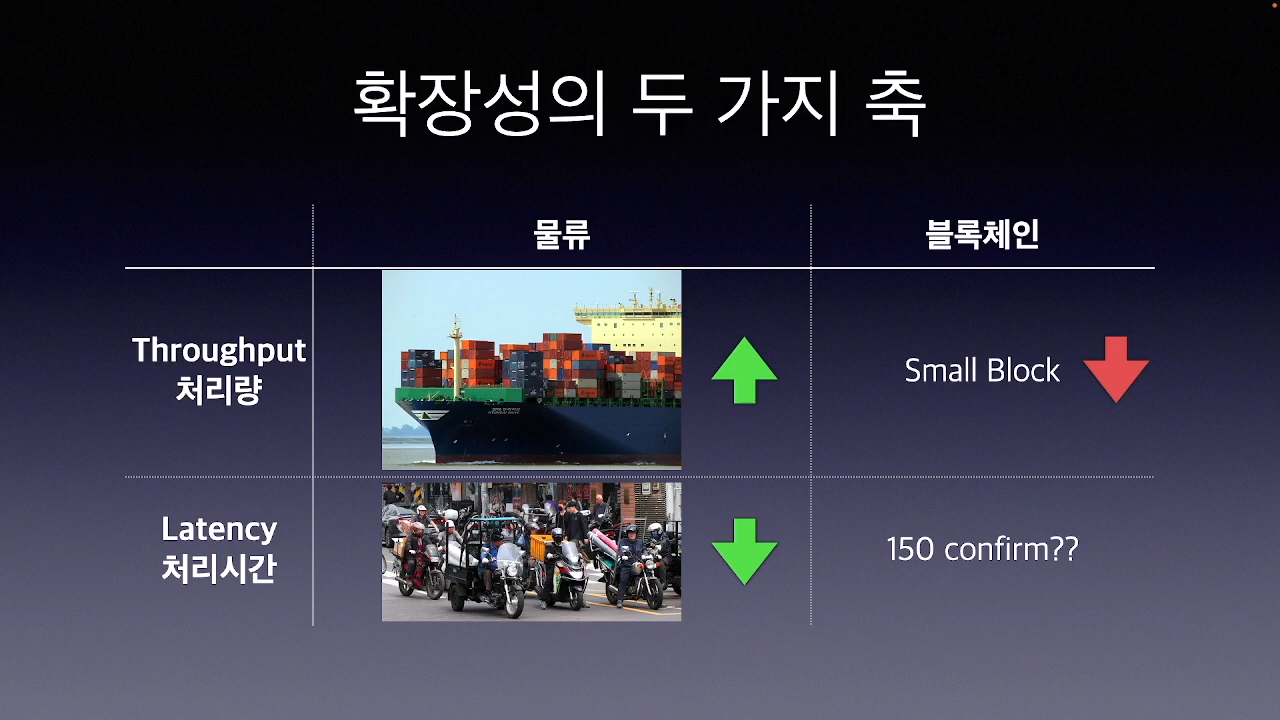 확장성의 두 가지 축
물류
블록체인
Throughput
처리량
Small Block
Latency
처리시간
150 confirm??